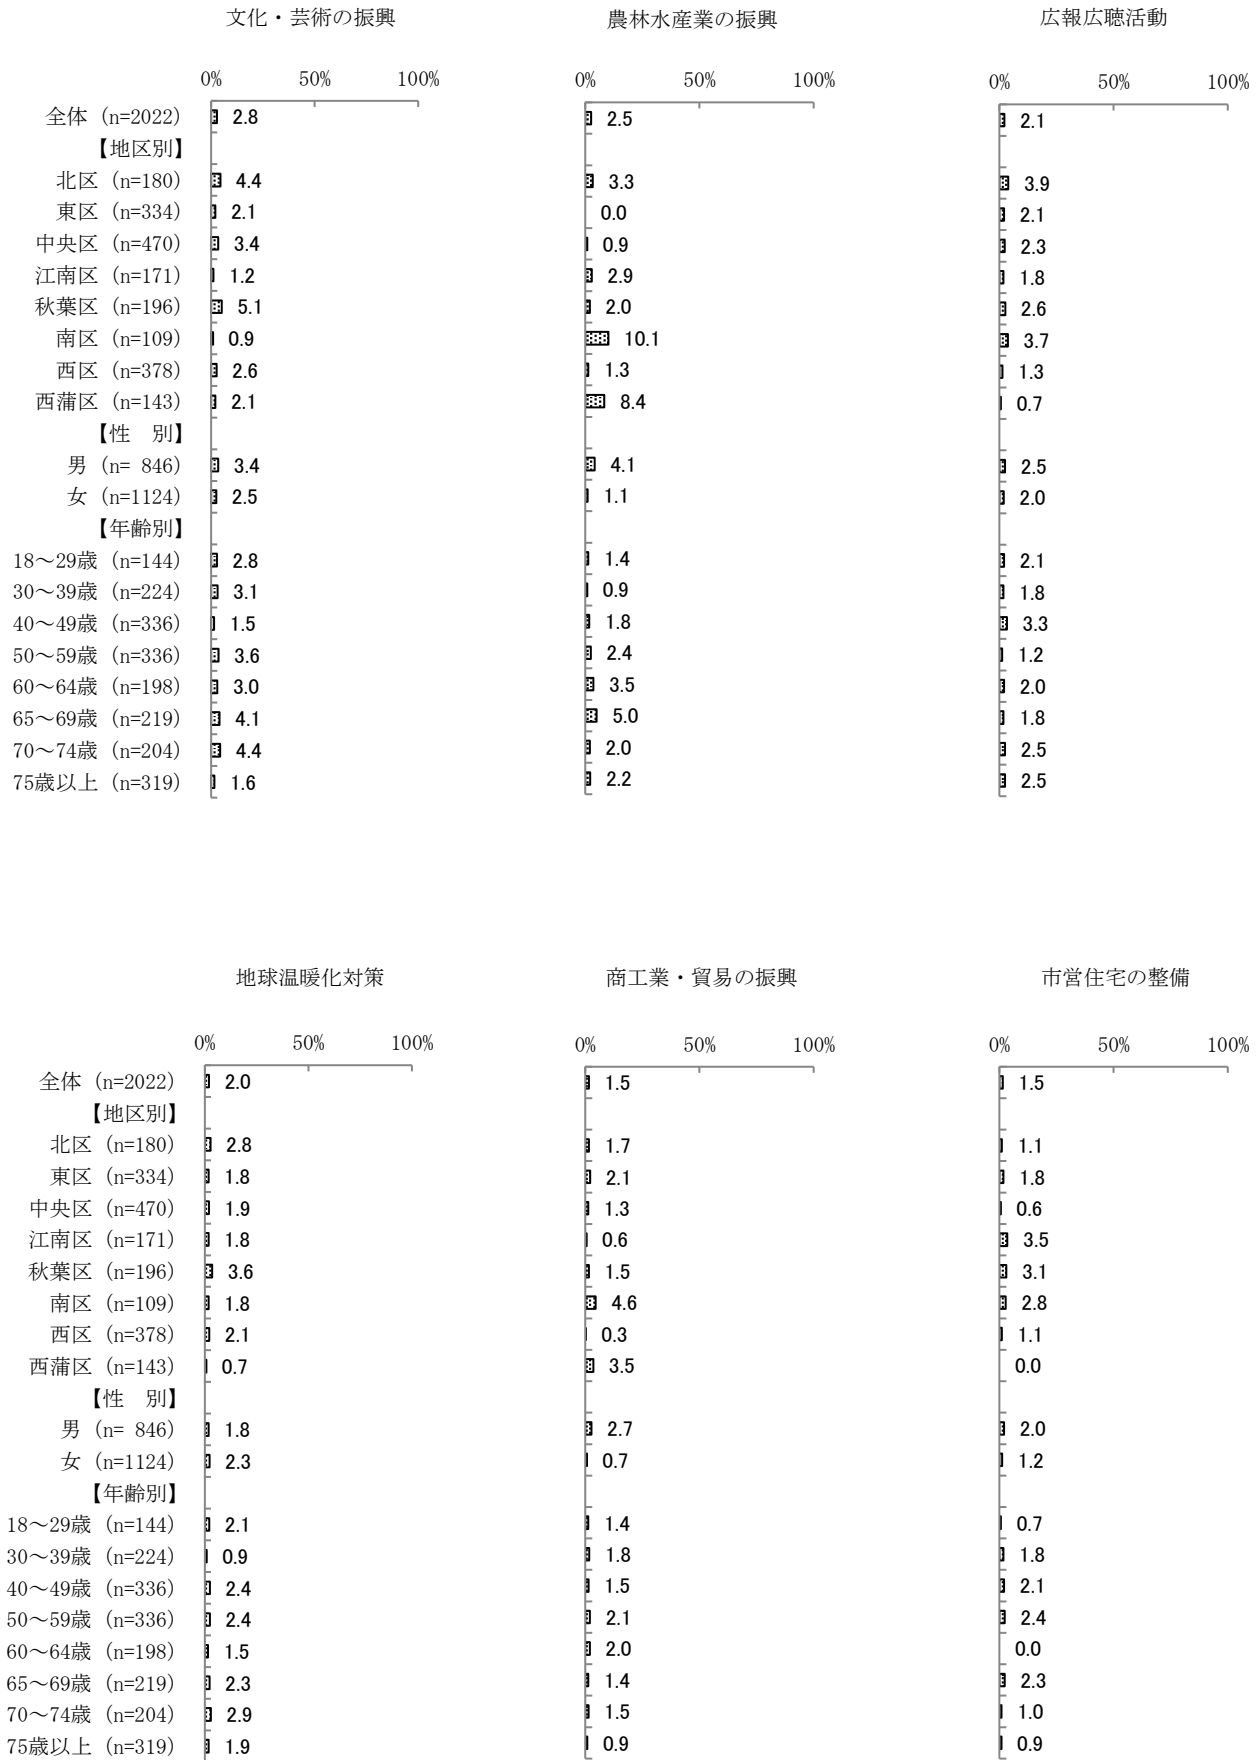 文化・芸術の振興 農林水産業の振興 広報広聴活動
0% 50% 100% 0% 50% 100% 0% 50% 100%
全体 (n=2022) 2.8 2.5 2.1
【地区別】
北区 (n=180) 4.4 3.3 3.9
東区 (n=334) 2.1 0.0 2.1
中央区 (n=470) 3.4 0.9 2.3
江南区 (n=171) 1.2 2.9 1.8
秋葉区 (n=196) 5.1 2.0 2.6
南区 (n=109) 0.9 10.1 3.7
西区 (n=378) 2.6 1.3 1.3
西蒲区 (n=143) 2.1 8.4 0.7
【性　別】
男 (n= 846) 3.4 4.1 2.5
女 (n=1124) 2.5 1.1 2.0
【年齢別】
18～29歳 (n=144) 2.8 1.4 2.1
30～39歳 (n=224) 3.1 0.9 1.8
40～49歳 (n=336) 1.5 1.8 3.3
50～59歳 (n=336) 3.6 2.4 1.2
60～64歳 (n=198) 3.0 3.5 2.0
65～69歳 (n=219) 4.1 5.0 1.8
70～74歳 (n=204) 4.4 2.0 2.5
75歳以上 (n=319) 1.6 2.2 2.5
地球温暖化対策 商工業・貿易の振興 市営住宅の整備
0% 50% 100% 0% 50% 100% 0% 50% 100%
全体 (n=2022) 2.0 1.5 1.5
【地区別】
北区 (n=180) 2.8 1.7 1.1
東区 (n=334) 1.8 2.1 1.8
中央区 (n=470) 1.9 1.3 0.6
江南区 (n=171) 1.8 0.6 3.5
秋葉区 (n=196) 3.6 1.5 3.1
南区 (n=109) 1.8 4.6 2.8
西区 (n=378) 2.1 0.3 1.1
西蒲区 (n=143) 0.7 3.5 0.0
【性　別】
男 (n= 846) 1.8 2.7 2.0
女 (n=1124) 2.3 0.7 1.2
【年齢別】
18～29歳 (n=144) 2.1 1.4 0.7
30～39歳 (n=224) 0.9 1.8 1.8
40～49歳 (n=336) 2.4 1.5 2.1
50～59歳 (n=336) 2.4 2.1 2.4
60～64歳 (n=198) 1.5 2.0 0.0
65～69歳 (n=219) 2.3 1.4 2.3
70～74歳 (n=204) 2.9 1.5 1.0
75歳以上 (n=319) 1.9 0.9 0.9